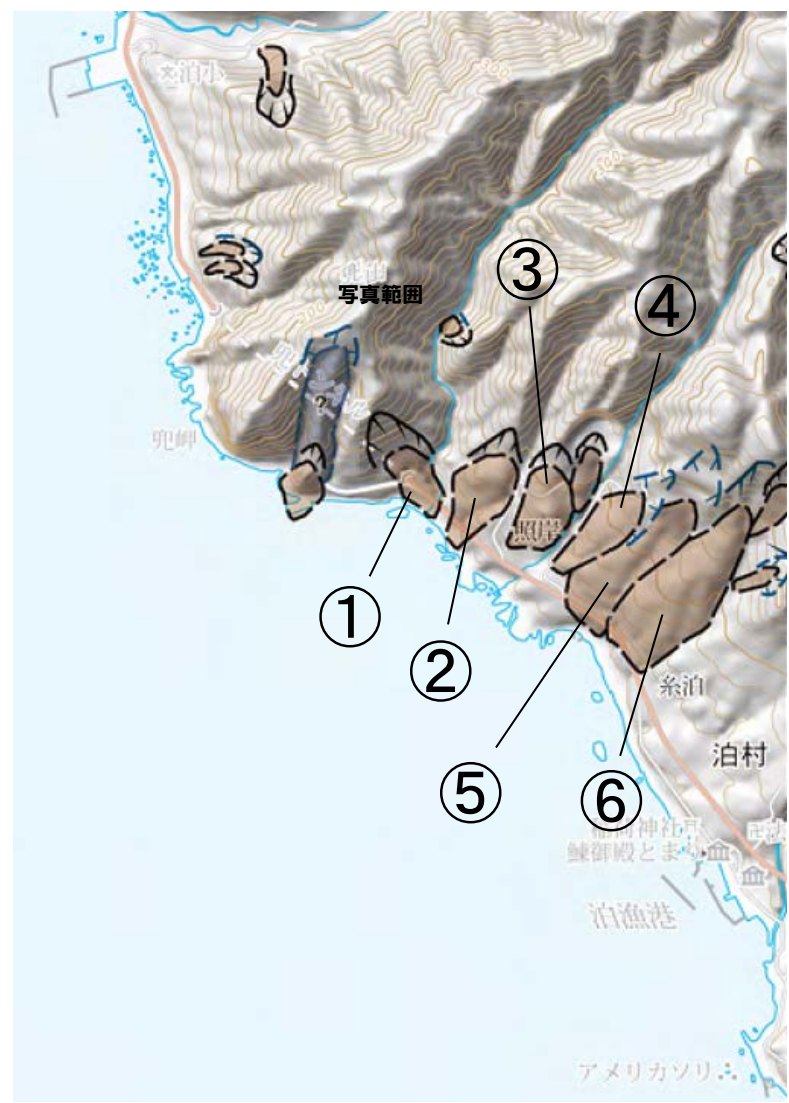 泊小
300
300
③
④
写真範囲
兜岬
?
照岸
①
②
糸泊
泊村
⑤
⑥
稲荷神社
鰊御殿とまり
泊漁港
アメリカソリ